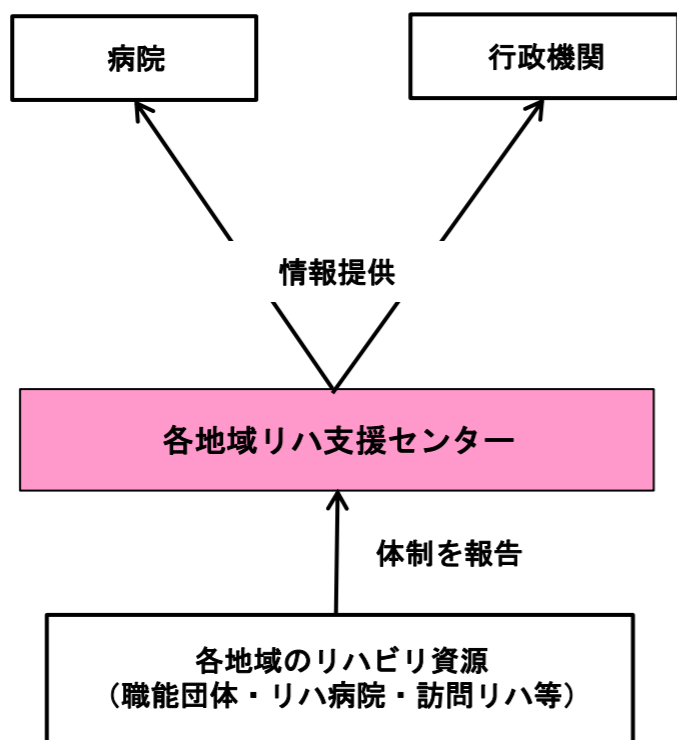 病院
行政機関
情報提供
各地域リハ支援センター
体制を報告
各地域のリハビリ資源
（職能団体・リハ病院・訪問リハ等）